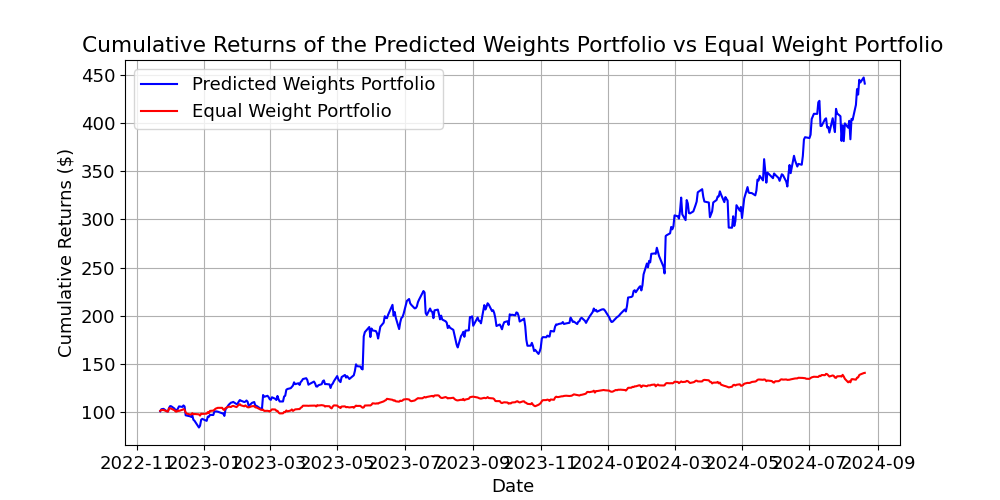 Cumulative Returns of the Predicted Weights Portfolio vs Equal Weight Portfolio
Predicted Weights Portfolio
Equal Weight Portfolio
Cumulative Returns ($)
450
400
350
300
250
200
150
100
2022-11 2023-01 2023-03 2023-05 2023-07 2023-09 2023-11 2024-01 2024-03 2024-05 2024-07 2024-09
Date